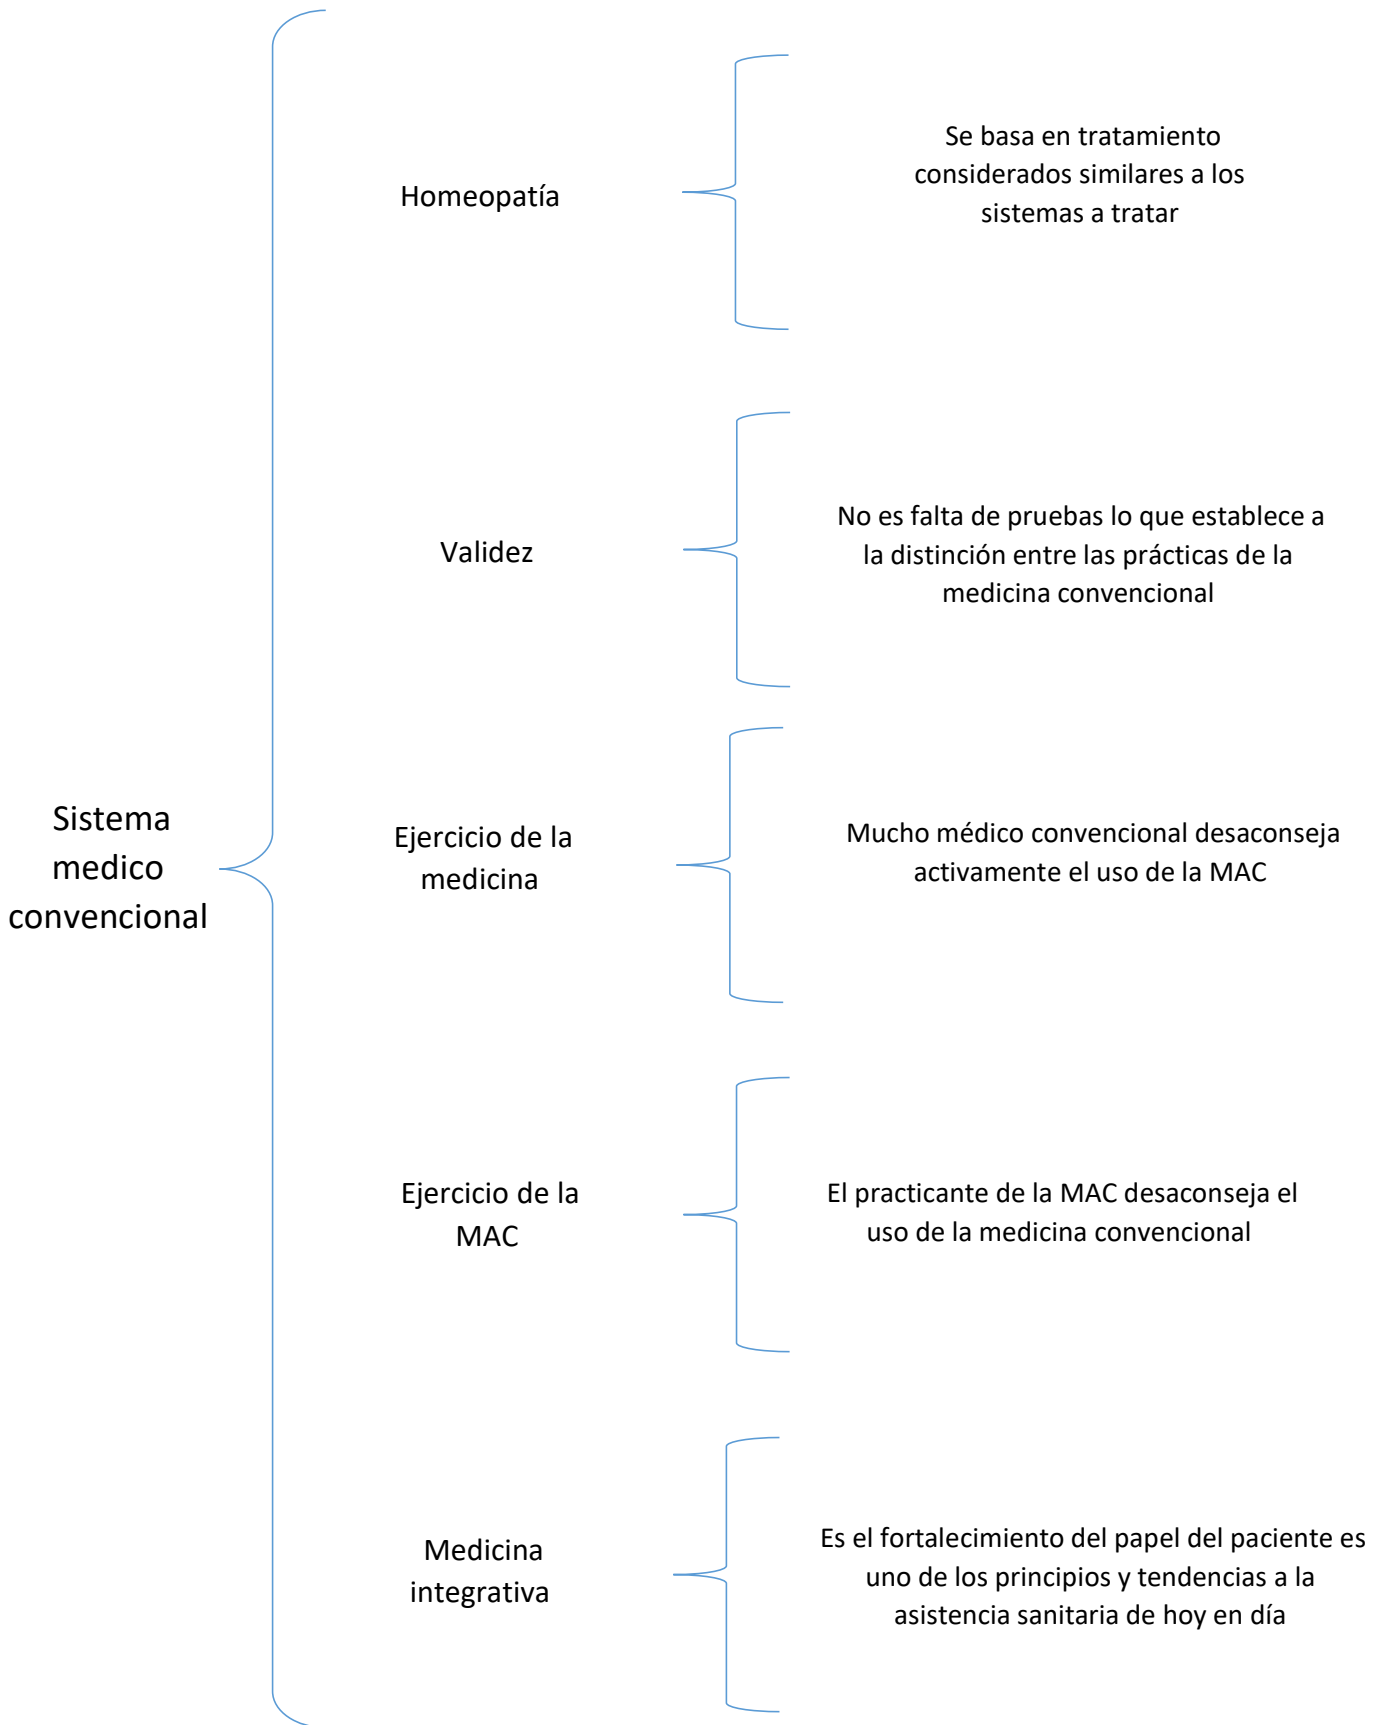 Sistema
medico
convencional
Homeopatía
Se basa en tratamiento
considerados similares a los
sistemas a tratar
Validez
No es falta de pruebas lo que establece a
la distinción entre las prácticas de la
medicina convencional
Ejercicio de la
medicina
Mucho médico convencional desaconseja
activamente el uso de la MAC
Ejercicio de la
MAC
El practicante de la MAC desaconseja el
uso de la medicina convencional
Medicina
integrativa
Es el fortalecimiento del papel del paciente es
uno de los principios y tendencias a la
asistencia sanitaria de hoy en día